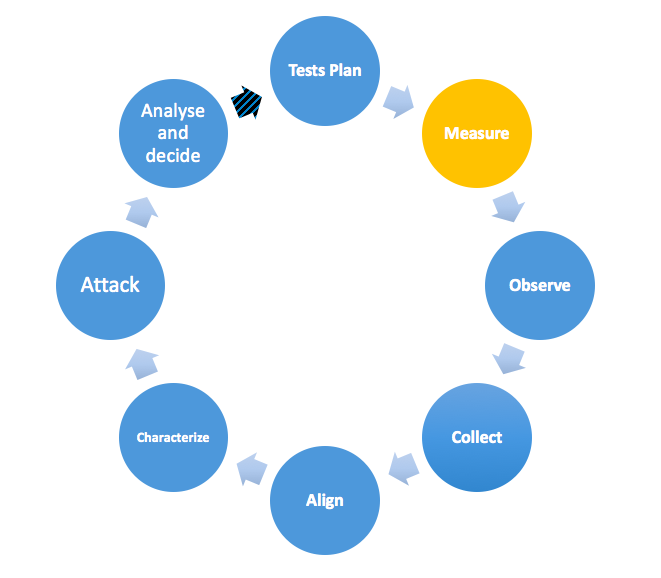 Tests Plan
Measure
Observe
Collect
Align
Characterize
Attack
Analyse
and
decide